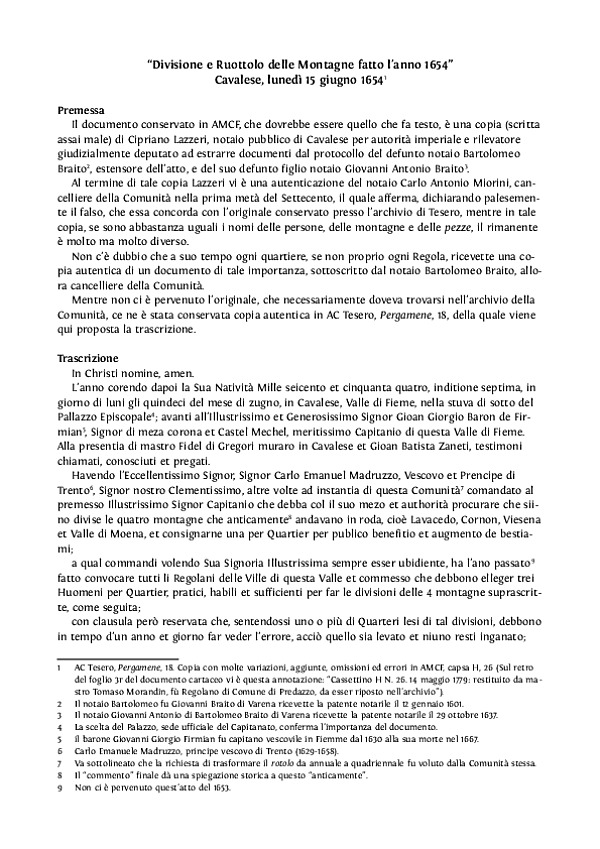 “Divisione e Ruottolo delle Montagne fatto l’anno 1654”
Cavalese, lunedì 15 giugno 1654¹
Premessa
Il documento conservato in AMCF, che dovrebbe essere quello che fa testo, è una copia (scritta
assai male) di Cipriano Lazzeri, notaio pubblico di Cavalese per autorità imperiale e rilevatore
giudizialmente deputato ad estrarre documenti dal protocollo del defunto notaio Bartolomeo
Braito², estensore dell’atto, e del suo defunto figlio notaio Giovanni Antonio Braito³.
Al termine di tale copia Lazzeri vi è una autenticazione del notaio Carlo Antonio Miorini, can-
celliere della Comunità nella prima metà del Settecento, il quale afferma, dichiarando palesemen-
te il falso, che essa concorda con l’originale conservato presso l’archivio di Tesero, mentre in tale
copia, se sono abbastanza uguali i nomi delle persone, delle montagne e delle pezze, il rimanente
è molto ma molto diverso.
Non c’è dubbio che a suo tempo ogni quartiere, se non proprio ogni Regola, ricevette una co-
pia autentica di un documento di tale importanza, sottoscritto dal notaio Bartolomeo Braito, allo-
ra cancelliere della Comunità.
Mentre non ci è pervenuto l’originale, che necessariamente doveva trovarsi nell’archivio della
Comunità, ce ne è stata conservata copia autentica in AC Tesero, Pergamene, 18, della quale viene
qui proposta la trascrizione.
Trascrizione
In Christi nomine, amen.
L’anno corendo dapoi la Sua Natività Mille seicento et cinquanta quatro, inditione septima, in
giorno di luni gli quindeci del mese di zugno, in Cavalese, Valle di Fieme, nella stuva di sotto del
Pallazzo Episcopale⁴; avanti all’Illustrissimo et Generosissimo Signor Gioan Giorgio Baron de Fir-
mian⁵, Signor di meza corona et Castel Mechel, meritissimo Capitanio di questa Valle di Fieme.
Alla presentia di mastro Fidel di Gregori muraro in Cavalese et Gioan Batista Zaneti, testimoni
chiamati, conosciuti et pregati.
Havendo l’Eccellentissimo Signor, Signor Carlo Emanuel Madruzzo, Vescovo et Prencipe di
Trento⁶, Signor nostro Clementissimo, altre volte ad instantia di questa Comunità⁷ comandato al
premesso Illustrissimo Signor Capitanio che debba col il suo mezo et authorità procurare che sii-
no divise le quatro montagne che anticamente⁸ andavano in roda, cioè Lavacedo, Cornon, Viesena
et Valle di Moena, et consignarne una per Quartier per publico benefitio et augmento de bestia-
mi;
a qual commandi volendo Sua Signoria Illustrissima sempre esser ubidiente, ha l’ano passato⁹
fatto convocare tutti li Regolani delle Ville di questa Valle et commesso che debbono elleger trei
Huomeni per Quartier, pratici, habili et sufficienti per far le divisioni delle 4 montagne suprascrit-
te, come seguita;
con clausula però reservata che, sentendossi uno o più di Quarteri lesi di tal divisioni, debbono
in tempo d’un anno et giorno far veder l’errore, acciò quello sia levato et niuno resti inganato;
1 AC Tesero, Pergamene, 18. Copia con molte variazioni, aggiunte, omissioni ed errori in AMCF, capsa H, 26 (Sul retro
del foglio 3r del documento cartaceo vi è questa annotazione: “Cassettino H N. 26. 14 maggio 1779: restituito da ma-
stro Tomaso Morandin, fù Regolano di Comune di Predazzo, da esser riposto nell’archivio”).
2 Il notaio Bartolomeo fu Giovanni Braito di Varena ricevette la patente notarile il 12 gennaio 1601.
3 Il notaio Giovanni Antonio di Bartolomeo Braito di Varena ricevette la patente notarile il 29 ottobre 1637.
4 La scelta del Palazzo, sede ufficiale del Capitanato, conferma l’importanza del documento.
5 il barone Giovanni Giorgio Firmian fu capitano vescovile in Fiemme dal 1630 alla sua morte nel 1667.
6 Carlo Emanuele Madruzzo, principe vescovo di Trento (1629-1658).
7 Va sottolineato che la richiesta di trasformare il rotolo da annuale a quadriennale fu voluto dalla Comunità stessa.
8 Il “commento” finale dà una spiegazione storica a questo “anticamente”.
9 Non ci è pervenuto quest’atto del 1653.